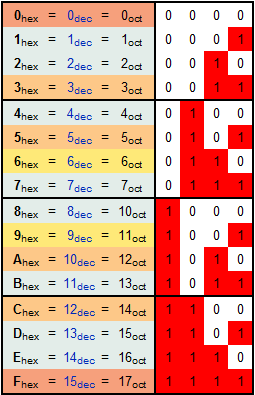 0hex = 0dec = 0oct 0 0 0 0
1hex = 1dec = 1oct 0 0 0 1
2hex = 2dec = 2oct 0 0 1 0
3hex = 3dec = 3oct 0 0 1 1
4hex = 4dec = 4oct 0 1 0 0
5hex = 5dec = 5oct 0 1 0 1
6hex = 6dec = 6oct 0 1 1 0
7hex = 7dec = 7oct 0 1 1 1
8hex = 8dec = 10oct 1 0 0 0
9hex = 9dec = 11oct 1 0 0 1
Ahex = 10dec = 12oct 1 0 1 0
Bhex = 11dec = 13oct 1 0 1 1
Chex = 12dec = 14oct 1 1 0 0
Dhex = 13dec = 15oct 1 1 0 1
Ehex = 14dec = 16oct 1 1 1 0
Fhex = 15dec = 17oct 1 1 1 1